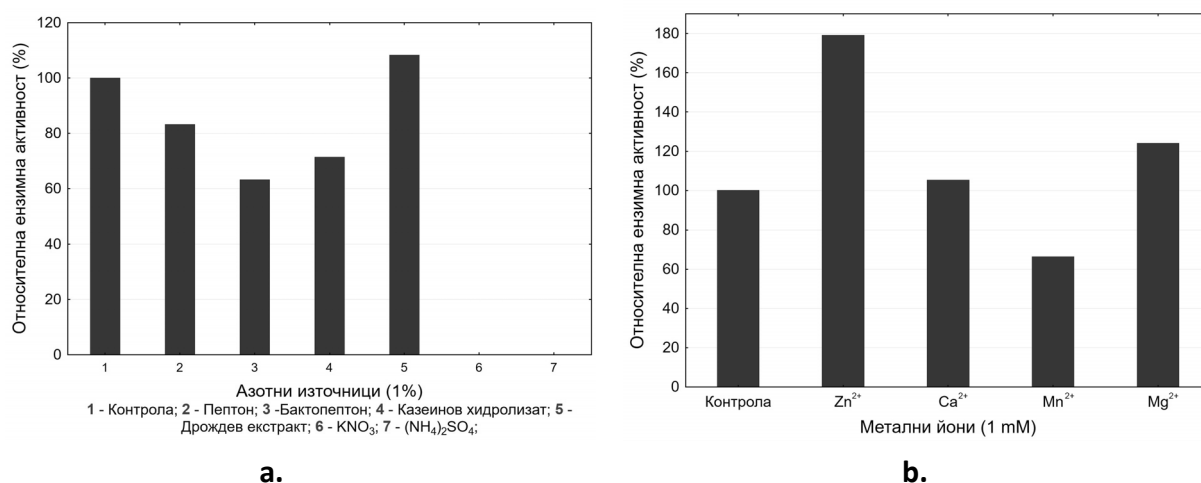 Относителна ензимна активност (%)
120
100
80
60
40
20
0
1 2 3 4 5 6 7
Азотни източници (1%)
1 - Контрола; 2 - Пептон; 3 -Бактопептон; 4 - Казеинов хидролизат; 5 -
Дрождев екстракт; 6 - KNO₃; 7 - (NH₄)₂SO₄;
a.
Относителна ензимна активност (%)
180
160
140
120
100
80
60
40
20
0
Контрола Zn²⁺ Ca²⁺ Mn²⁺ Mg²⁺
Метални йони (1 mM)
b.